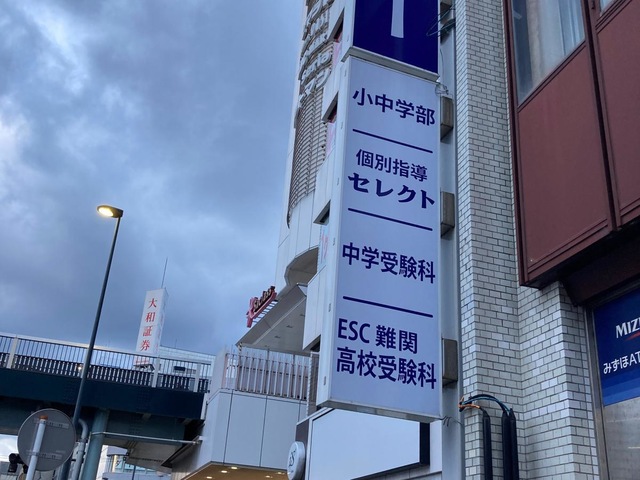 小中学部
個別指導
セレクト
中学受験科
ESC 難関
高校受験科
大和証券
みずほAT